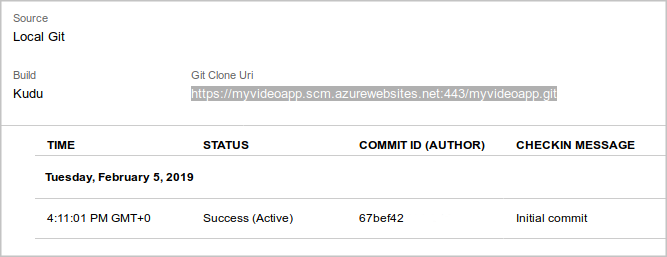 Source
Local Git
Build Git Clone Uri
Kudu https://myvideoapp.scm.azurewebsites.net:443/myvideoapp.git
TIME STATUS COMMIT ID (AUTHOR) CHECKIN MESSAGE
Tuesday, February 5, 2019
4:11:01 PM GMT+0 Success (Active) 67bef42 Initial commit